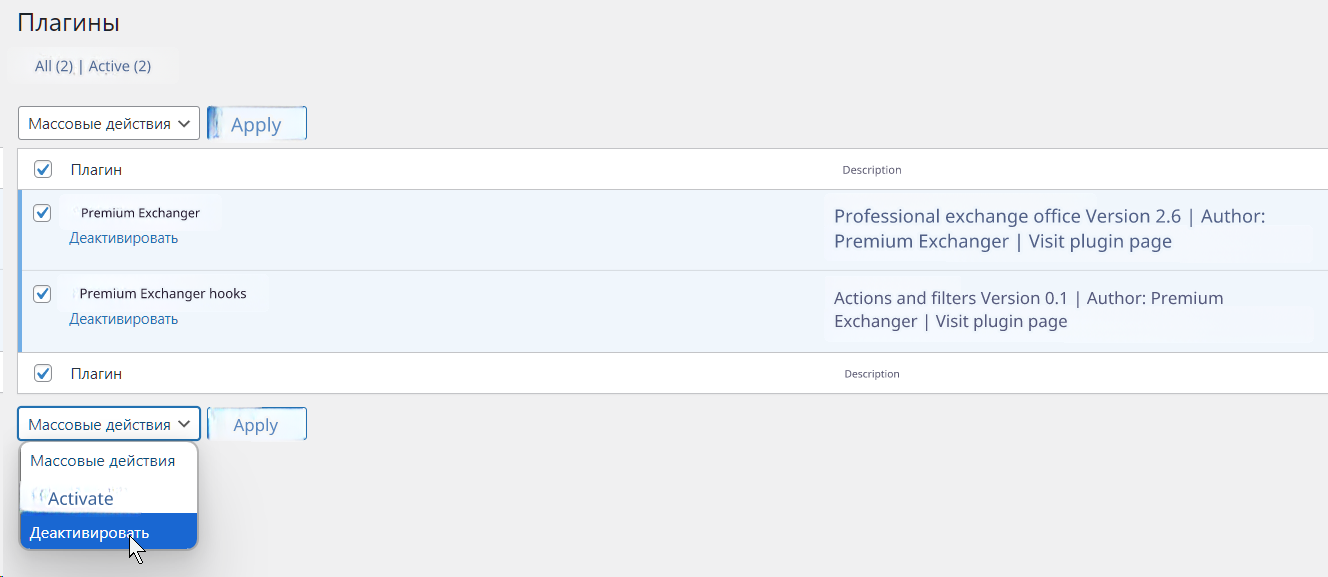 Плагины
All (2) | Active (2)
Массовые действия Apply
Плагин Description
Premium Exchanger
Деактивировать
Professional exchange office Version 2.6 | Author:
Premium Exchanger | Visit plugin page
Premium Exchanger hooks
Деактивировать
Actions and filters Version 0.1 | Author: Premium
Exchanger | Visit plugin page
Плагин Description
Массовые действия Apply
Массовые действия
Activate
Деактивировать